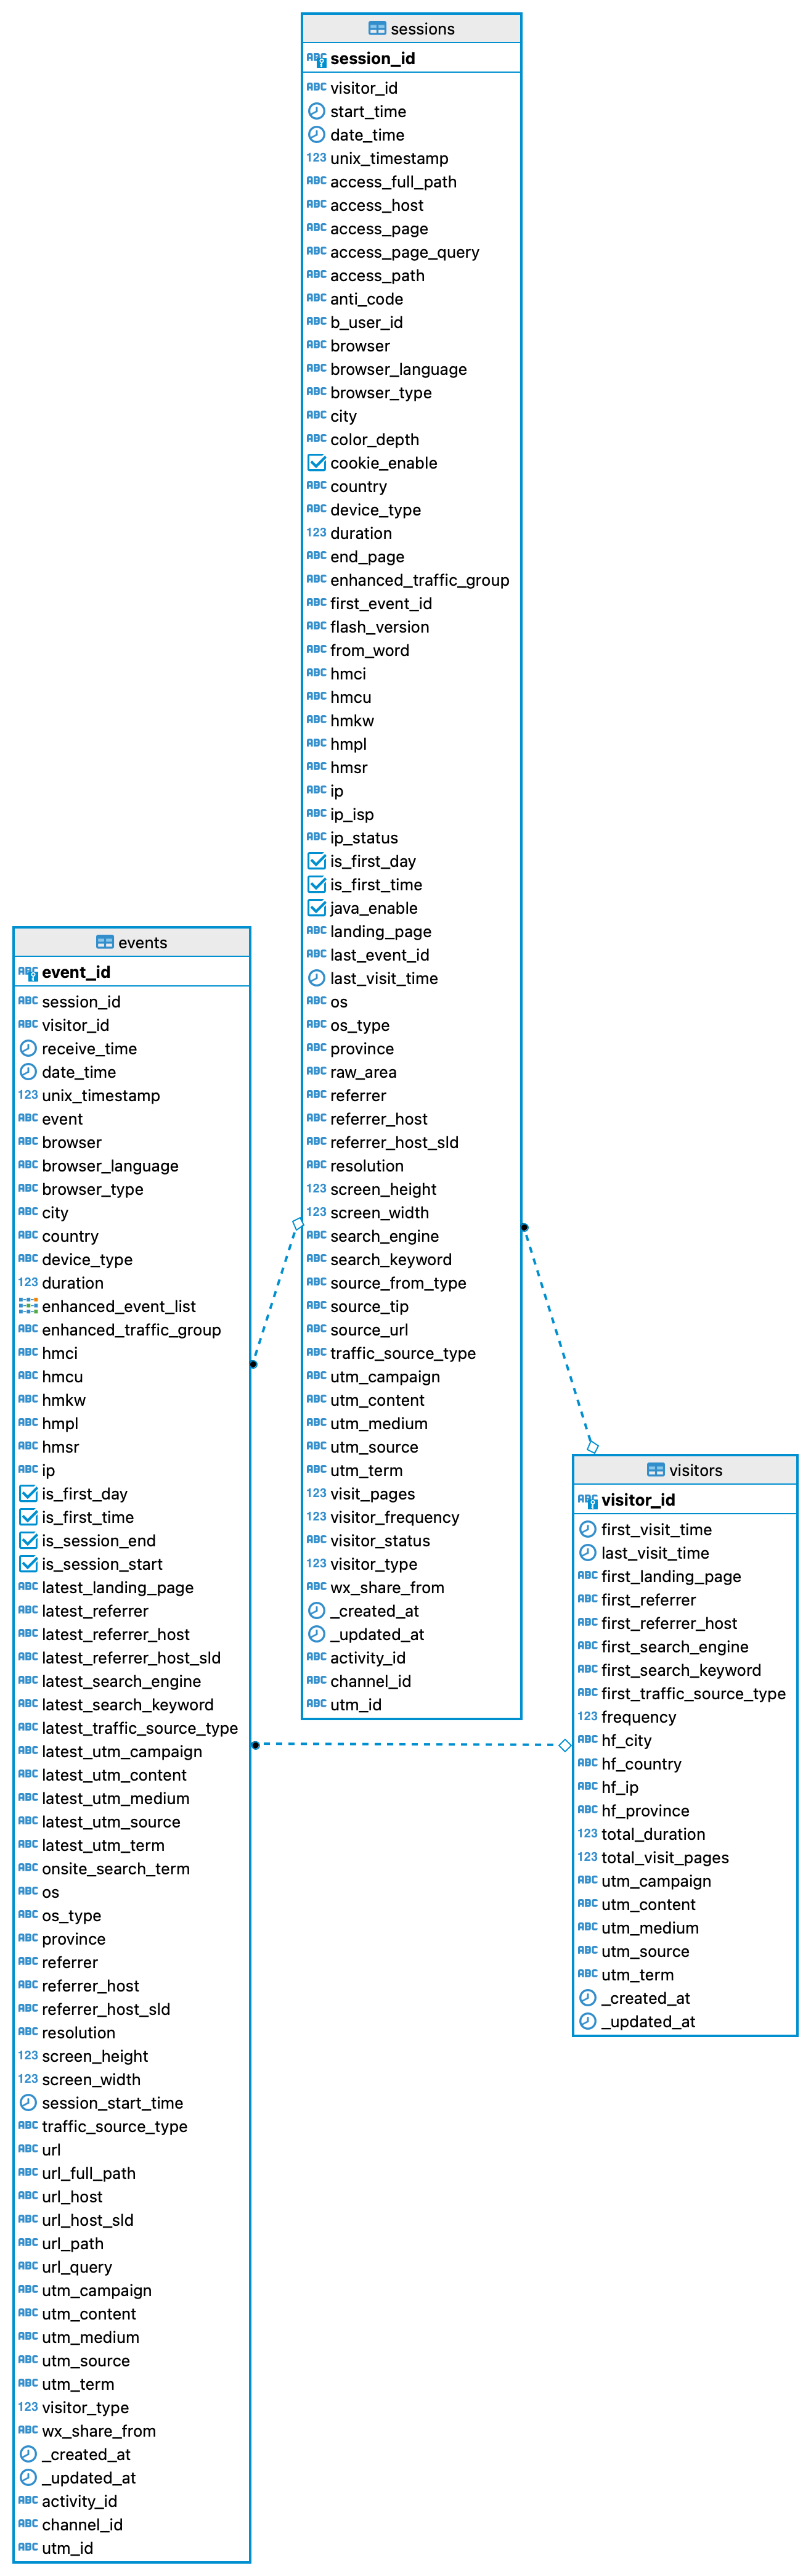 sessions
session_id
visitor_id
start_time
date_time
unix_timestamp
access_full_path
access_host
access_page
access_page_query
access_path
anti_code
b_user_id
browser
browser_language
browser_type
city
color_depth
cookie_enable
country
device_type
duration
end_page
enhanced_traffic_group
first_event_id
flash_version
from_word
hmci
hmcu
hmkw
hmpl
hmsr
ip
ip_isp
ip_status
is_first_day
is_first_time
java_enable
landing_page
last_event_id
last_visit_time
os
os_type
province
raw_area
referrer
referrer_host
referrer_host_sld
resolution
screen_height
screen_width
search_engine
search_keyword
source_from_type
source_tip
source_url
traffic_source_type
utm_campaign
utm_content
utm_medium
utm_source
utm_term
visit_pages
visitor_frequency
visitor_status
visitor_type
wx_share_from
_created_at
_updated_at
activity_id
channel_id
utm_id
events
event_id
session_id
visitor_id
receive_time
date_time
unix_timestamp
event
browser
browser_language
browser_type
city
country
device_type
duration
enhanced_event_list
enhanced_traffic_group
hmci
hmcu
hmkw
hmpl
hmsr
ip
is_first_day
is_first_time
is_session_end
is_session_start
latest_landing_page
latest_referrer
latest_referrer_host
latest_referrer_host_sld
latest_search_engine
latest_search_keyword
latest_traffic_source_type
latest_utm_campaign
latest_utm_content
latest_utm_medium
latest_utm_source
latest_utm_term
onsite_search_term
os
os_type
province
referrer
referrer_host
referrer_host_sld
resolution
screen_height
screen_width
session_start_time
traffic_source_type
url
url_full_path
url_host
url_host_sld
url_path
url_query
utm_campaign
utm_content
utm_medium
utm_source
utm_term
visitor_type
wx_share_from
_created_at
_updated_at
activity_id
channel_id
utm_id
visitors
visitor_id
first_visit_time
last_visit_time
first_landing_page
first_referrer
first_referrer_host
first_search_engine
first_search_keyword
first_traffic_source_type
frequency
hf_city
hf_country
hf_ip
hf_province
total_duration
total_visit_pages
utm_campaign
utm_content
utm_medium
utm_source
utm_term
_created_at
_updated_at